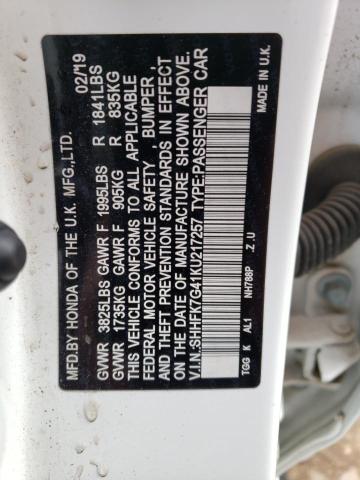 MFD.BY HONDA OF THE U.K. MFG.,LTD. 02/19
GVWR 3825LBS GAWR F 1995LBS R 1841LBS
GVWR 1735KG GAWR F 905KG R 835KG
THIS VEHICLE CONFORMS TO ALL APPLICABLE
FEDERAL MOTOR VEHICLE SAFETY , BUMPER ,
AND THEFT PREVENTION STANDARDS IN EFFECT
ON THE DATE OF MANUFACTURE SHOWN ABOVE.
V.I.N.:SHHFK7G41KU217257 TYPE:PASSENGER CAR
NH788P .Z .U MADE IN U.K.
TGG K AL1